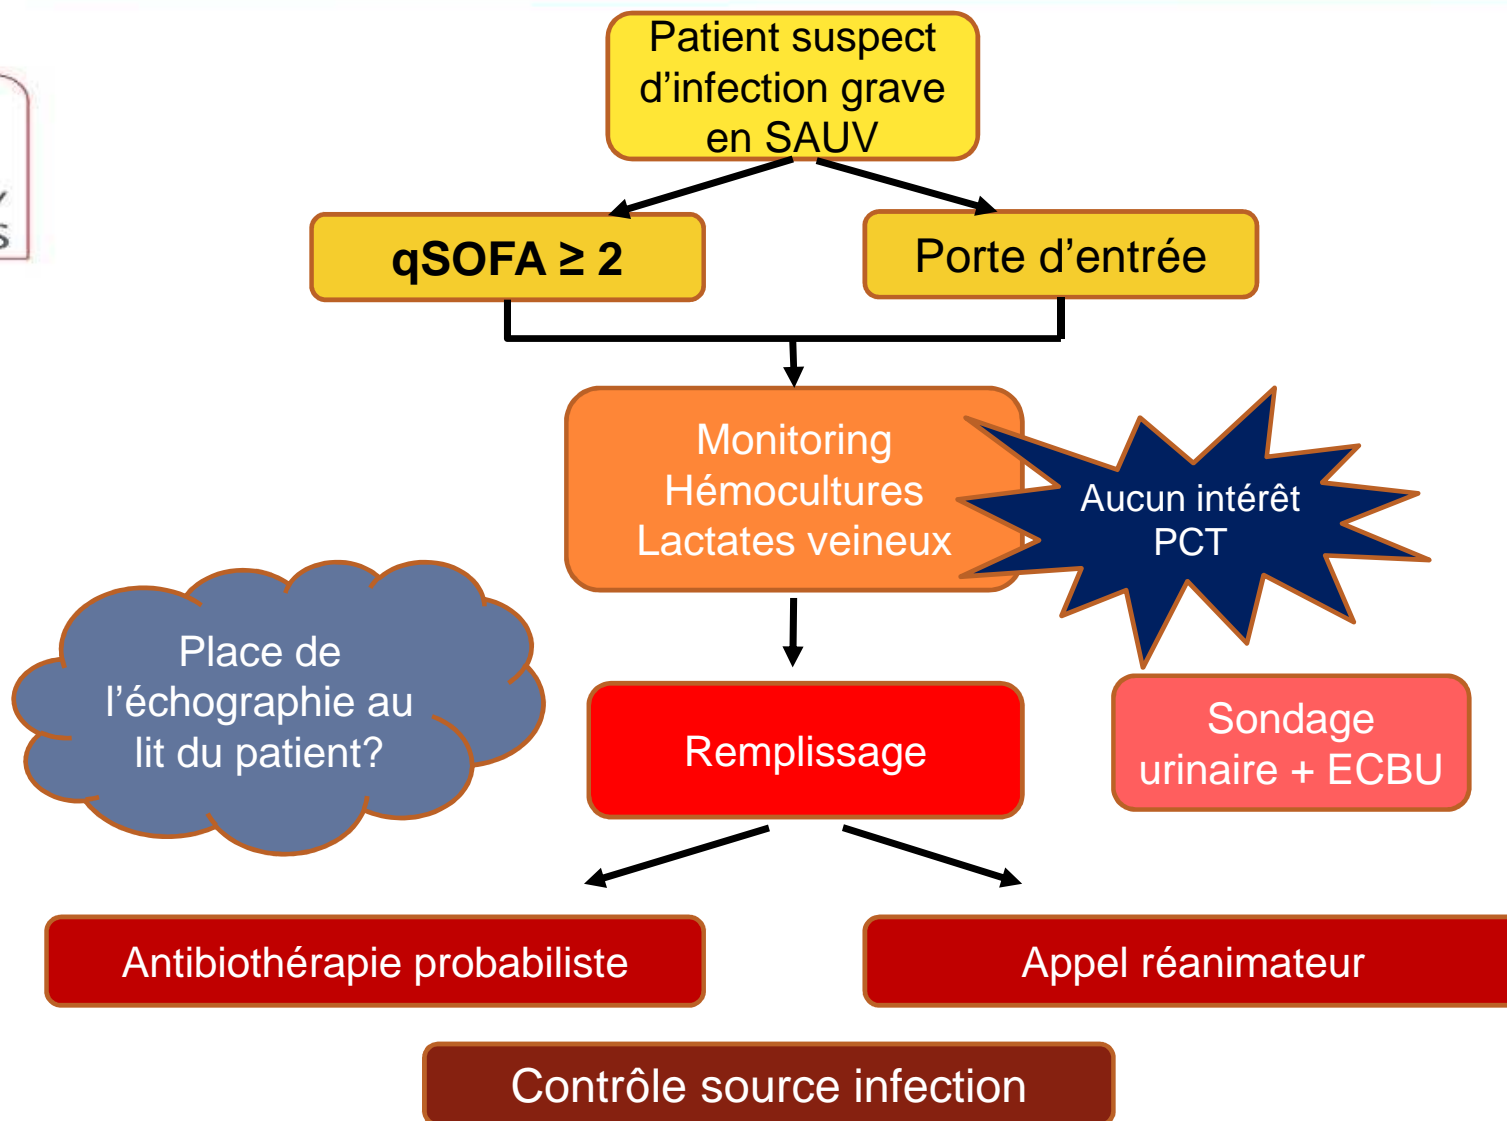 Patient suspect
d'infection grave
en SAUV
qSOFA ≥ 2
Porte d'entrée
Monitoring
Hémocultures
Lactates veineux
Aucun intérêt
PCT
Place de
l'échographie au
lit du patient?
Remplissage
Sondage
urinaire + ECBU
Antibiothérapie probabiliste
Appel réanimateur
Contrôle source infection